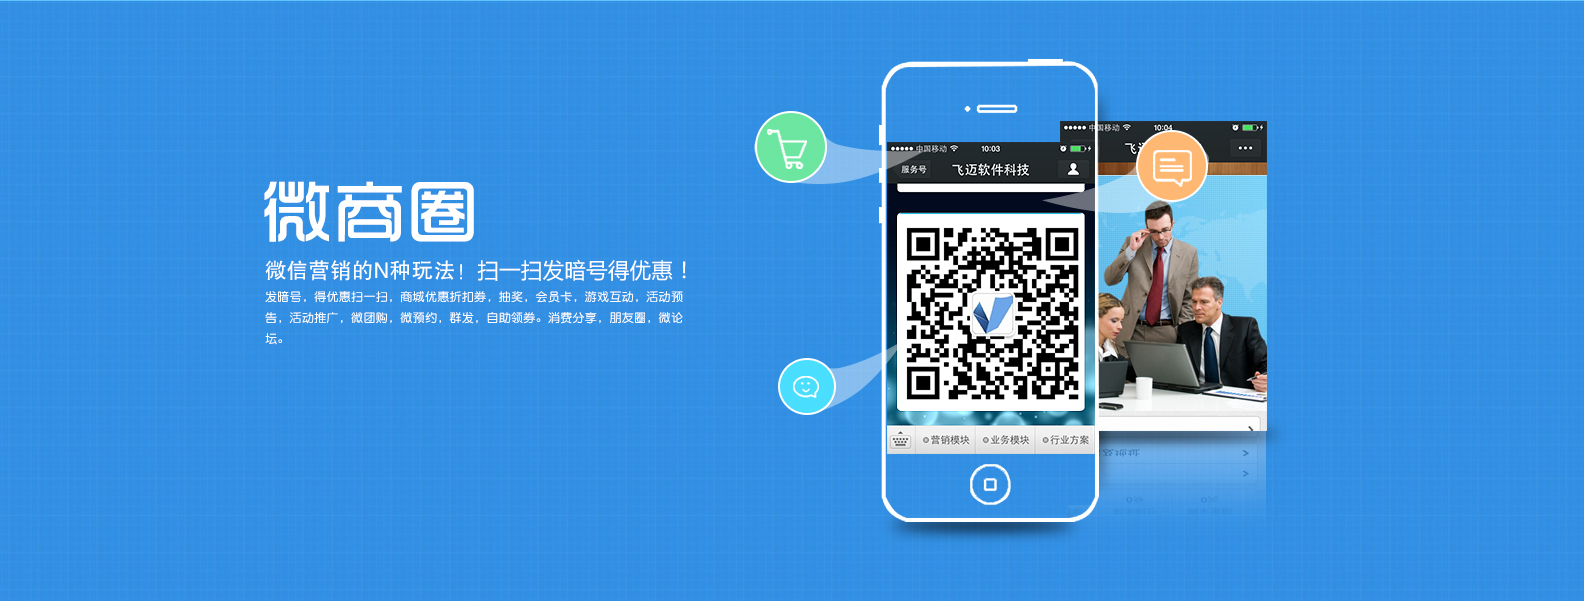 微商圈
微信营销的N种玩法！扫一扫发暗号得优惠！
发暗号，得优惠扫一扫，商城优惠折扣券，抽奖，会员卡，游戏互动，活动预
告，活动推广，微团购，微预约，群发，自助领券。消费分享，朋友圈，微论
坛。
中国移动 10:04
飞
中国移动 10:03
服务号 飞迈软件科技
营销模块 业务模块 行业方案